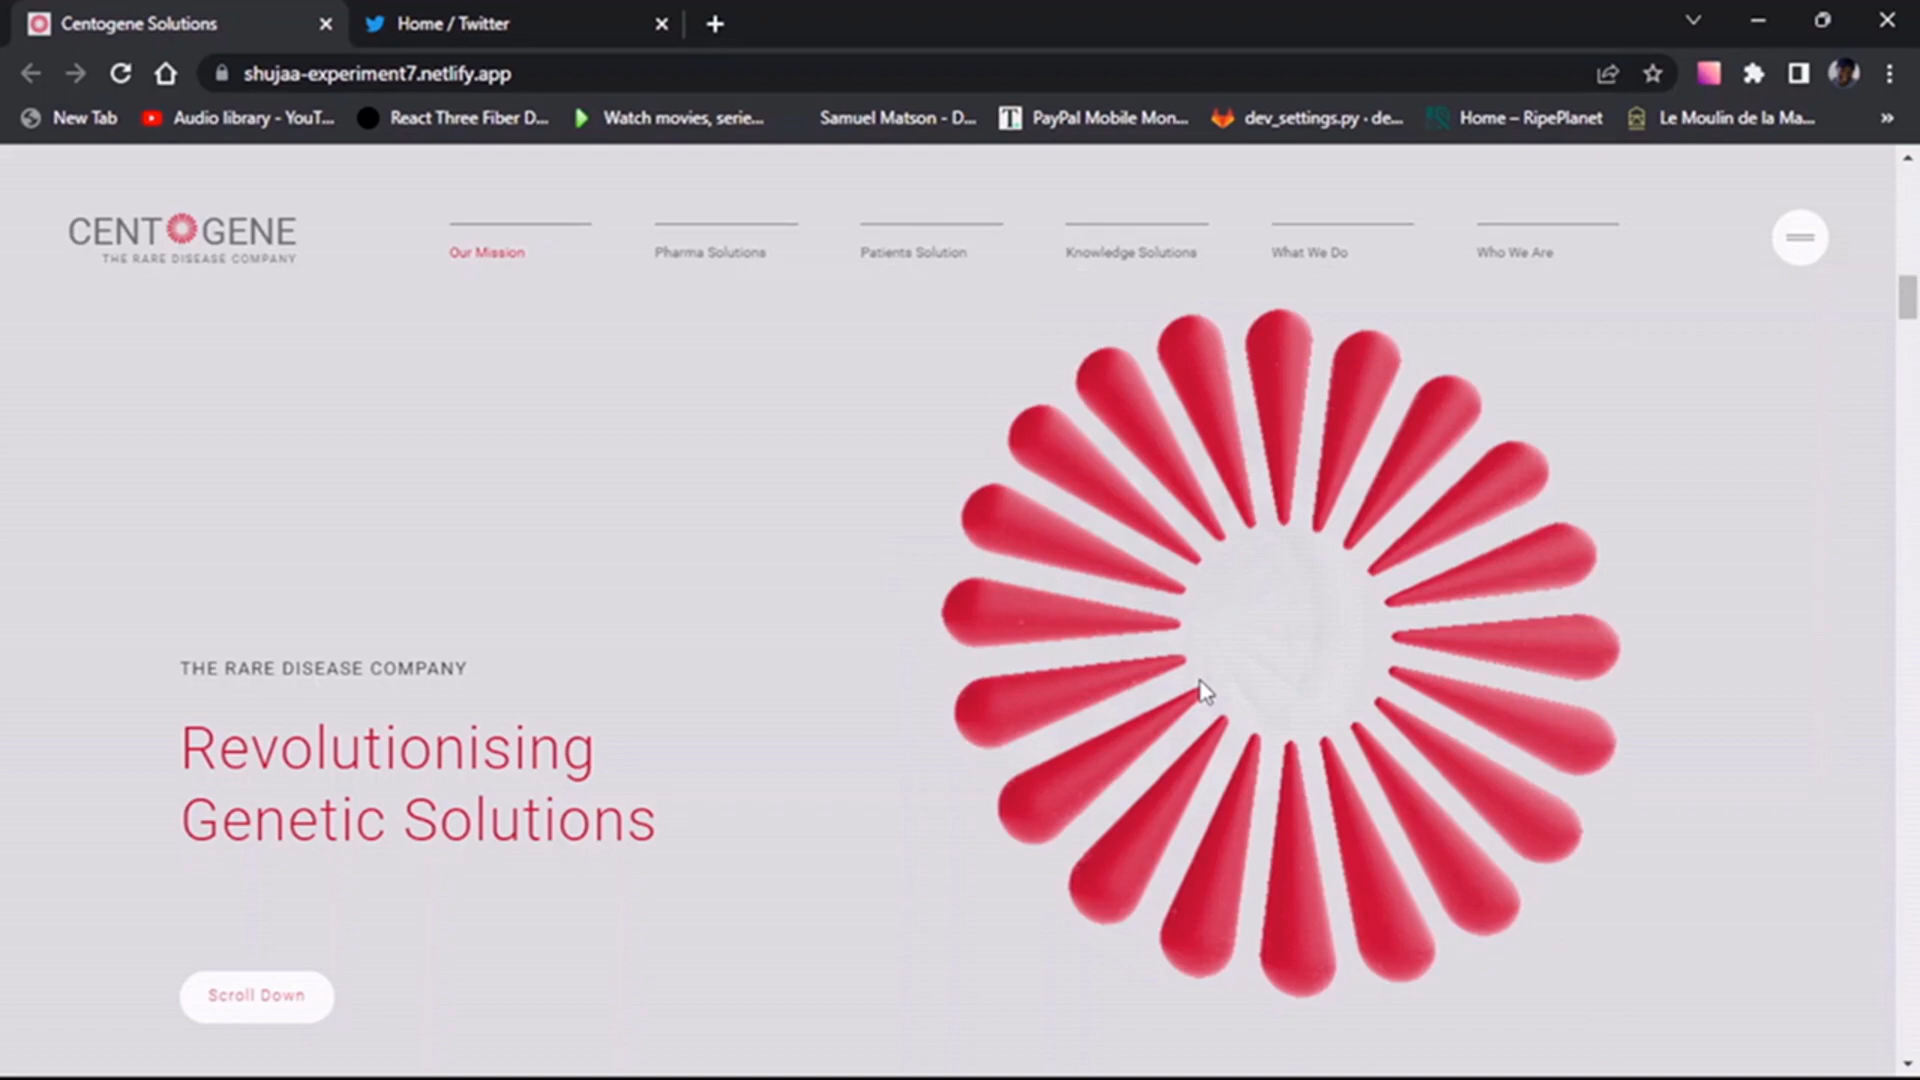 Centogene Solutions
Home / Twitter
shujaa-experiment7.netlify.app
New Tab
Audio library - YouT...
React Three Fiber D...
Watch movies, serie...
Samuel Matson - D...
PayPal Mobile Mon...
dev_settings.py · de...
Home – RipePlanet
Le Moulin de la Ma...
CENTOGENE
THE RARE DISEASE COMPANY
Our Mission
Pharma Solutions
Patients Solution
Knowledge Solutions
What We Do
Who We Are
THE RARE DISEASE COMPANY
Revolutionising
Genetic Solutions
Scroll Down